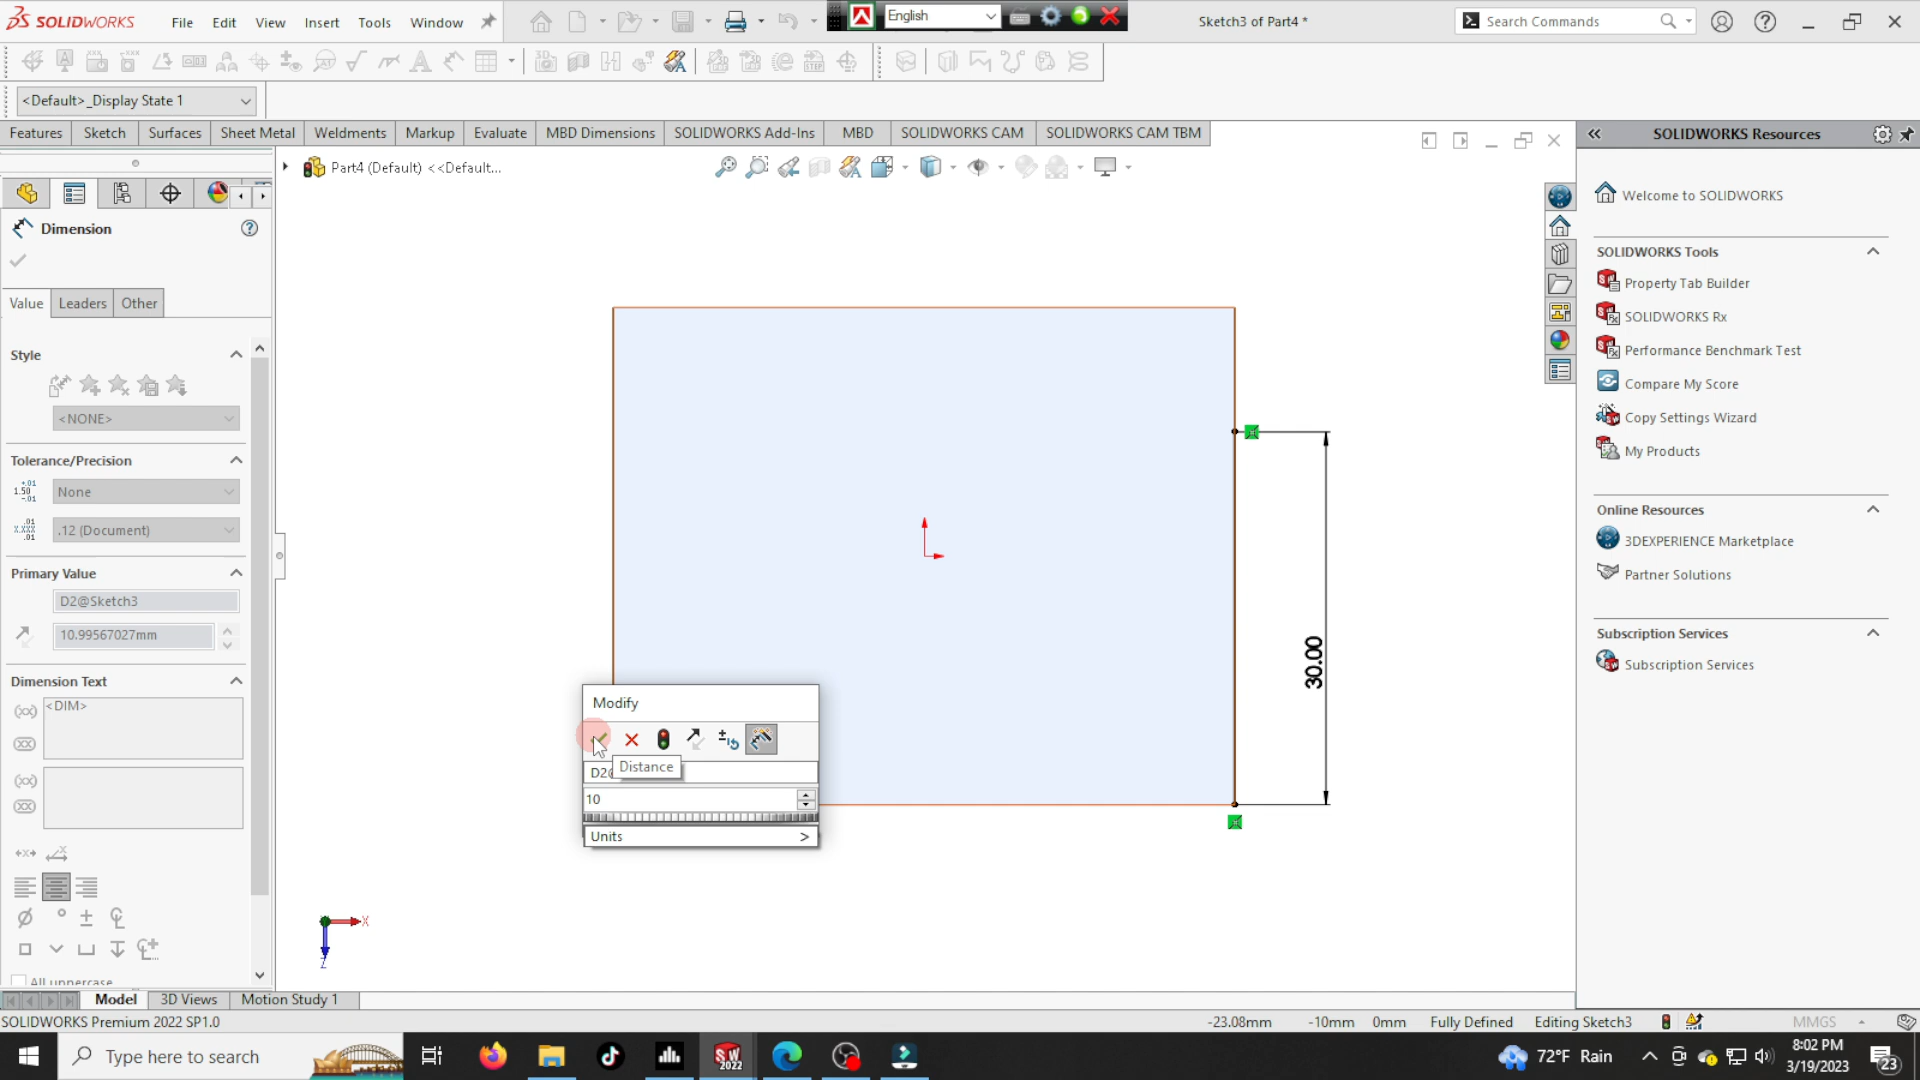 SOLIDWORKS
File Edit View Insert Tools Window
English
Sketch3 of Part4 *
Search Commands
<Default>_Display State 1
Features Sketch Surfaces Sheet Metal Weldments Markup Evaluate MBD Dimensions SOLIDWORKS Add-Ins MBD SOLIDWORKS CAM SOLIDWORKS CAM TBM
SOLIDWORKS Resources
Part4 (Default) <<Default...
Welcome to SOLIDWORKS
Dimension
SOLIDWORKS Tools
Property Tab Builder
Value Leaders Other
SOLIDWORKS Rx
Style
Performance Benchmark Test
Compare My Score
<NONE>
Copy Settings Wizard
My Products
Tolerance/Precision
None
Online Resources
.12 (Document)
3DEXPERIENCE Marketplace
Primary Value
Partner Solutions
D2@Sketch3
10.99567027mm
Subscription Services
30.00
Subscription Services
Dimension Text
<DIM>
Modify
Distance
D2@
10
Units >
X
Z
All uppercase
Model 3D Views Motion Study 1
SOLIDWORKS Premium 2022 SP1.0
-23.08mm -10mm 0mm Fully Defined Editing Sketch3 MMGS
Type here to search
SW 2022
72°F Rain
8:02 PM
3/19/2023
23